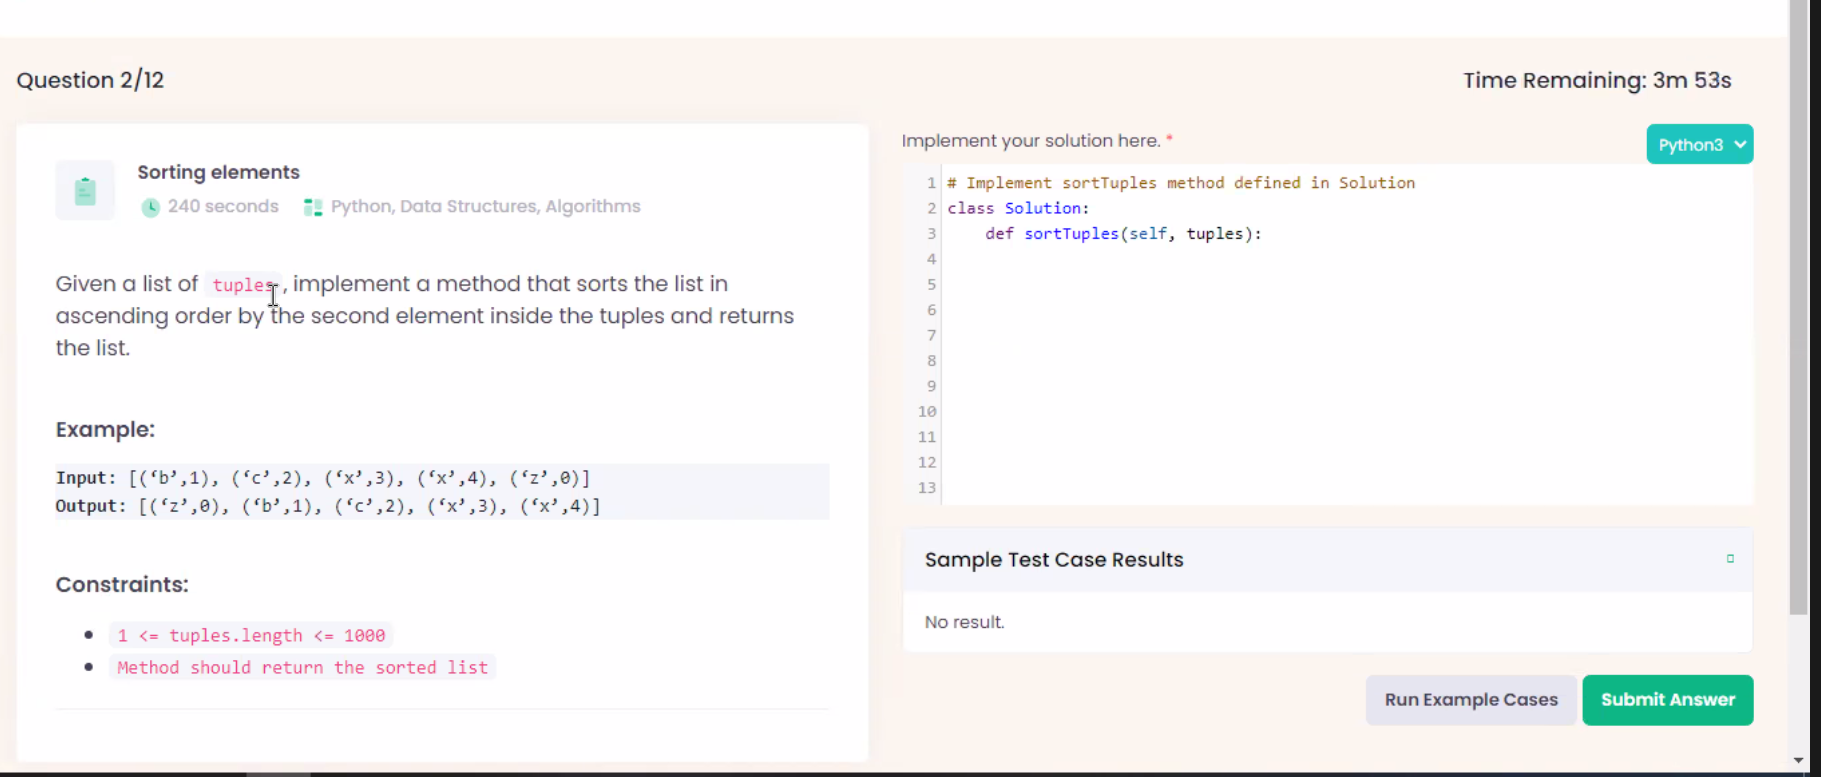 Question 2/12
Time Remaining: 3m 53s
Sorting elements
240 seconds
Python, Data Structures, Algorithms
Given a list of tuples, implement a method that sorts the list in
ascending order by the second element inside the tuples and returns
the list.
Example:
Input: [(‘b’,1), (‘c’,2), (‘x’,3), (‘x’,4), (‘z’,0)]
Output: [(‘z’,0), (‘b’,1), (‘c’,2), (‘x’,3), (‘x’,4)]
Constraints:
1 <= tuples.length <= 1000
Method should return the sorted list
Implement your solution here. *
Python3
1 # Implement sortTuples method defined in Solution
2 class Solution:
3     def sortTuples(self, tuples):
4
5
6
7
8
9
10
11
12
13
Sample Test Case Results
No result.
Run Example Cases
Submit Answer